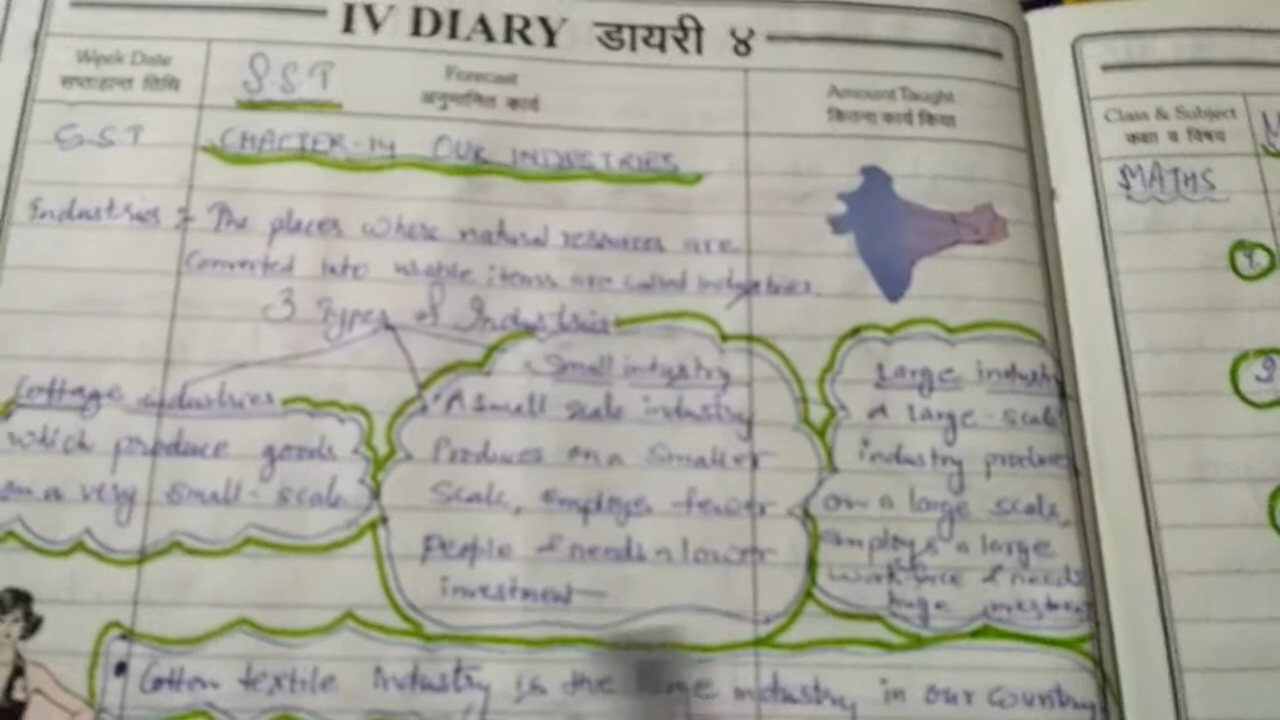 IV DIARY डायरी ४
Week Date
सप्ताहान्त तिथि
S.S.T
Forecast
अनुमानित कार्य
Amount Taught
कितना कार्य किया
S.S.T
CHAPTER-14 OUR INDUSTRIES
Industries :- The places where natural resources are
Converted into usable items are called Industries.
3 Types of Industries
Cottage industries
which produce goods
on a very small-scale
Small industry
A small scale industry
Produces on a smaller
scale, employs fewer
people & needs a lower
investment
Large industry
A large-scale
industry produces
on a large scale,
employs a large
workforce & needs
huge investment
• Cotton textile industry is the industry in our country
Class & Subject
कक्षा व विषय
MATHS